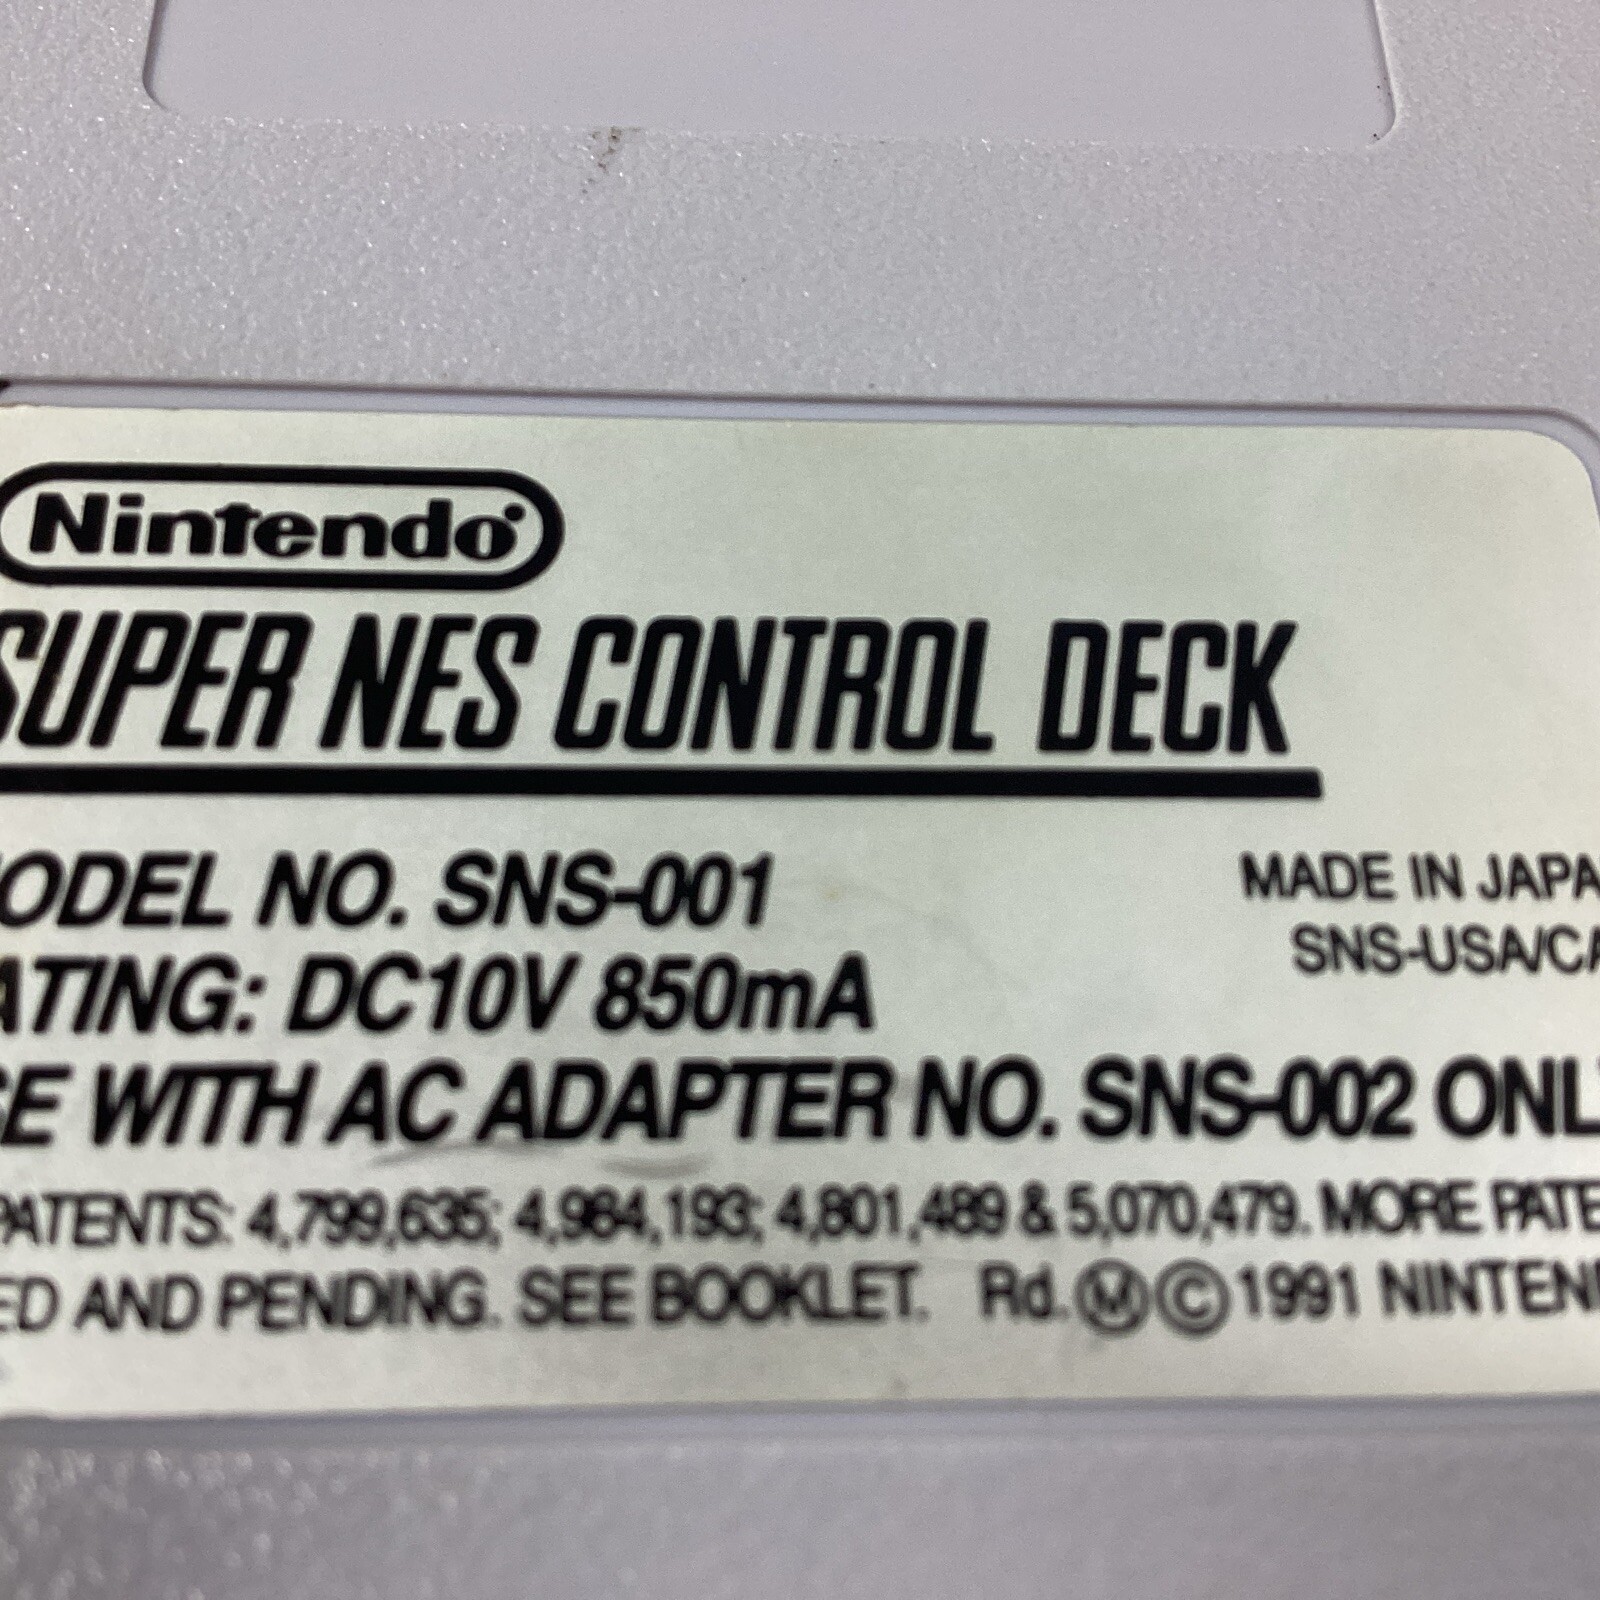 Nintendo
SUPER NES CONTROL DECK
ODEL NO. SNS-001
MADE IN JAPA
ATING: DC10V 850mA
SNS-USA/CA
SE WITH AC ADAPTER NO. SNS-002 ONL
PATENTS: 4,799,635; 4,984,193; 4,801,489 & 5,070,479. MORE PATE
ED AND PENDING. SEE BOOKLET. Rd. Ⓜ © 1991 NINTEN